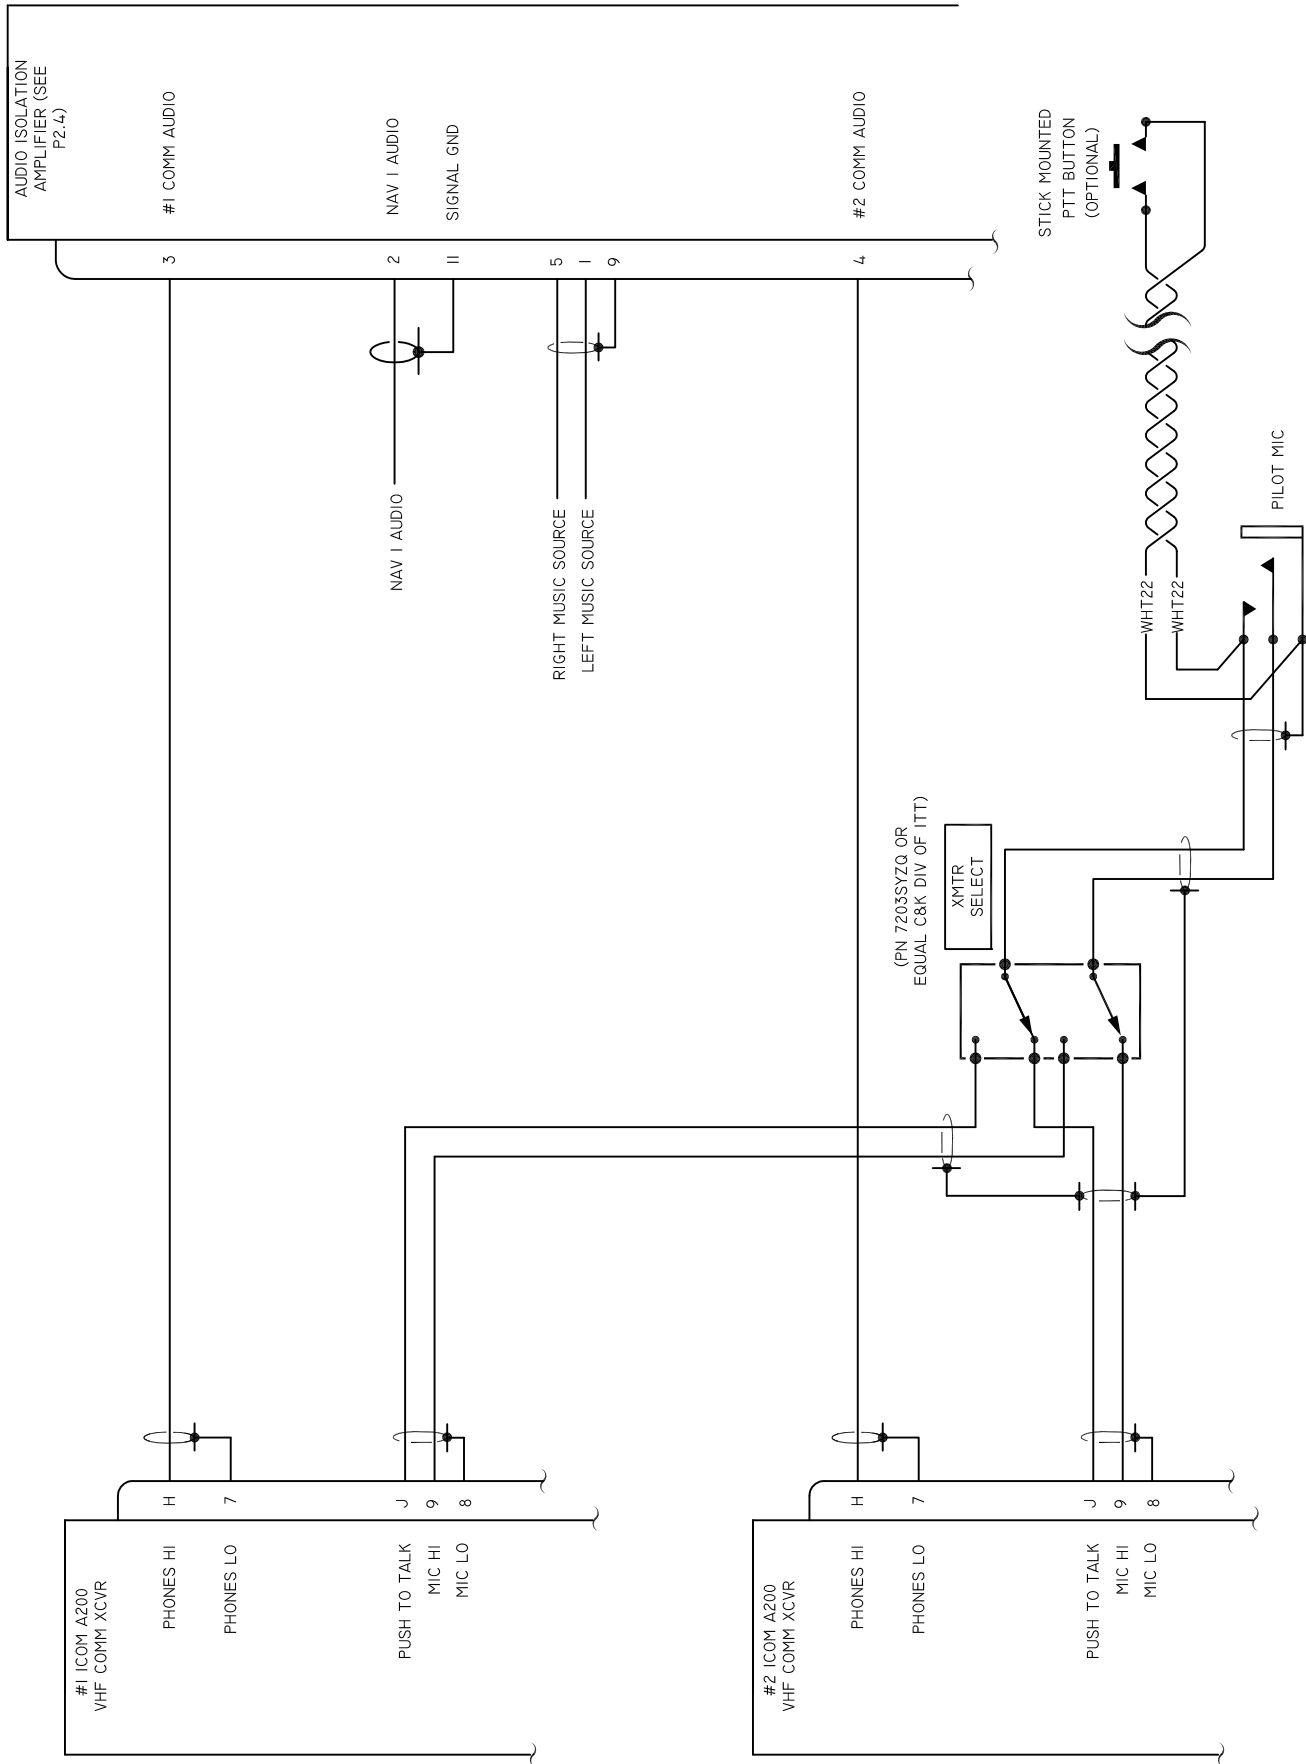 #1 ICOM A200
VHF COMM XCVR
PHONES HI
H
PHONES LO
7
PUSH TO TALK
J
MIC HI
9
MIC LO
8
AUDIO ISOLATION
AMPLIFIER (SEE
P2.4)
3
#1 COMM AUDIO
NAV 1 AUDIO
2
NAV 1 AUDIO
11
SIGNAL GND
RIGHT MUSIC SOURCE
5
LEFT MUSIC SOURCE
1
9
4
#2 COMM AUDIO
#2 ICOM A200
VHF COMM XCVR
PHONES HI
H
PHONES LO
7
PUSH TO TALK
J
MIC HI
9
MIC LO
8
(PN 7203SYZQ OR
EQUAL C&K DIV OF ITT)
XMTR
SELECT
STICK MOUNTED
PTT BUTTON
(OPTIONAL)
WHT22
WHT22
PILOT MIC